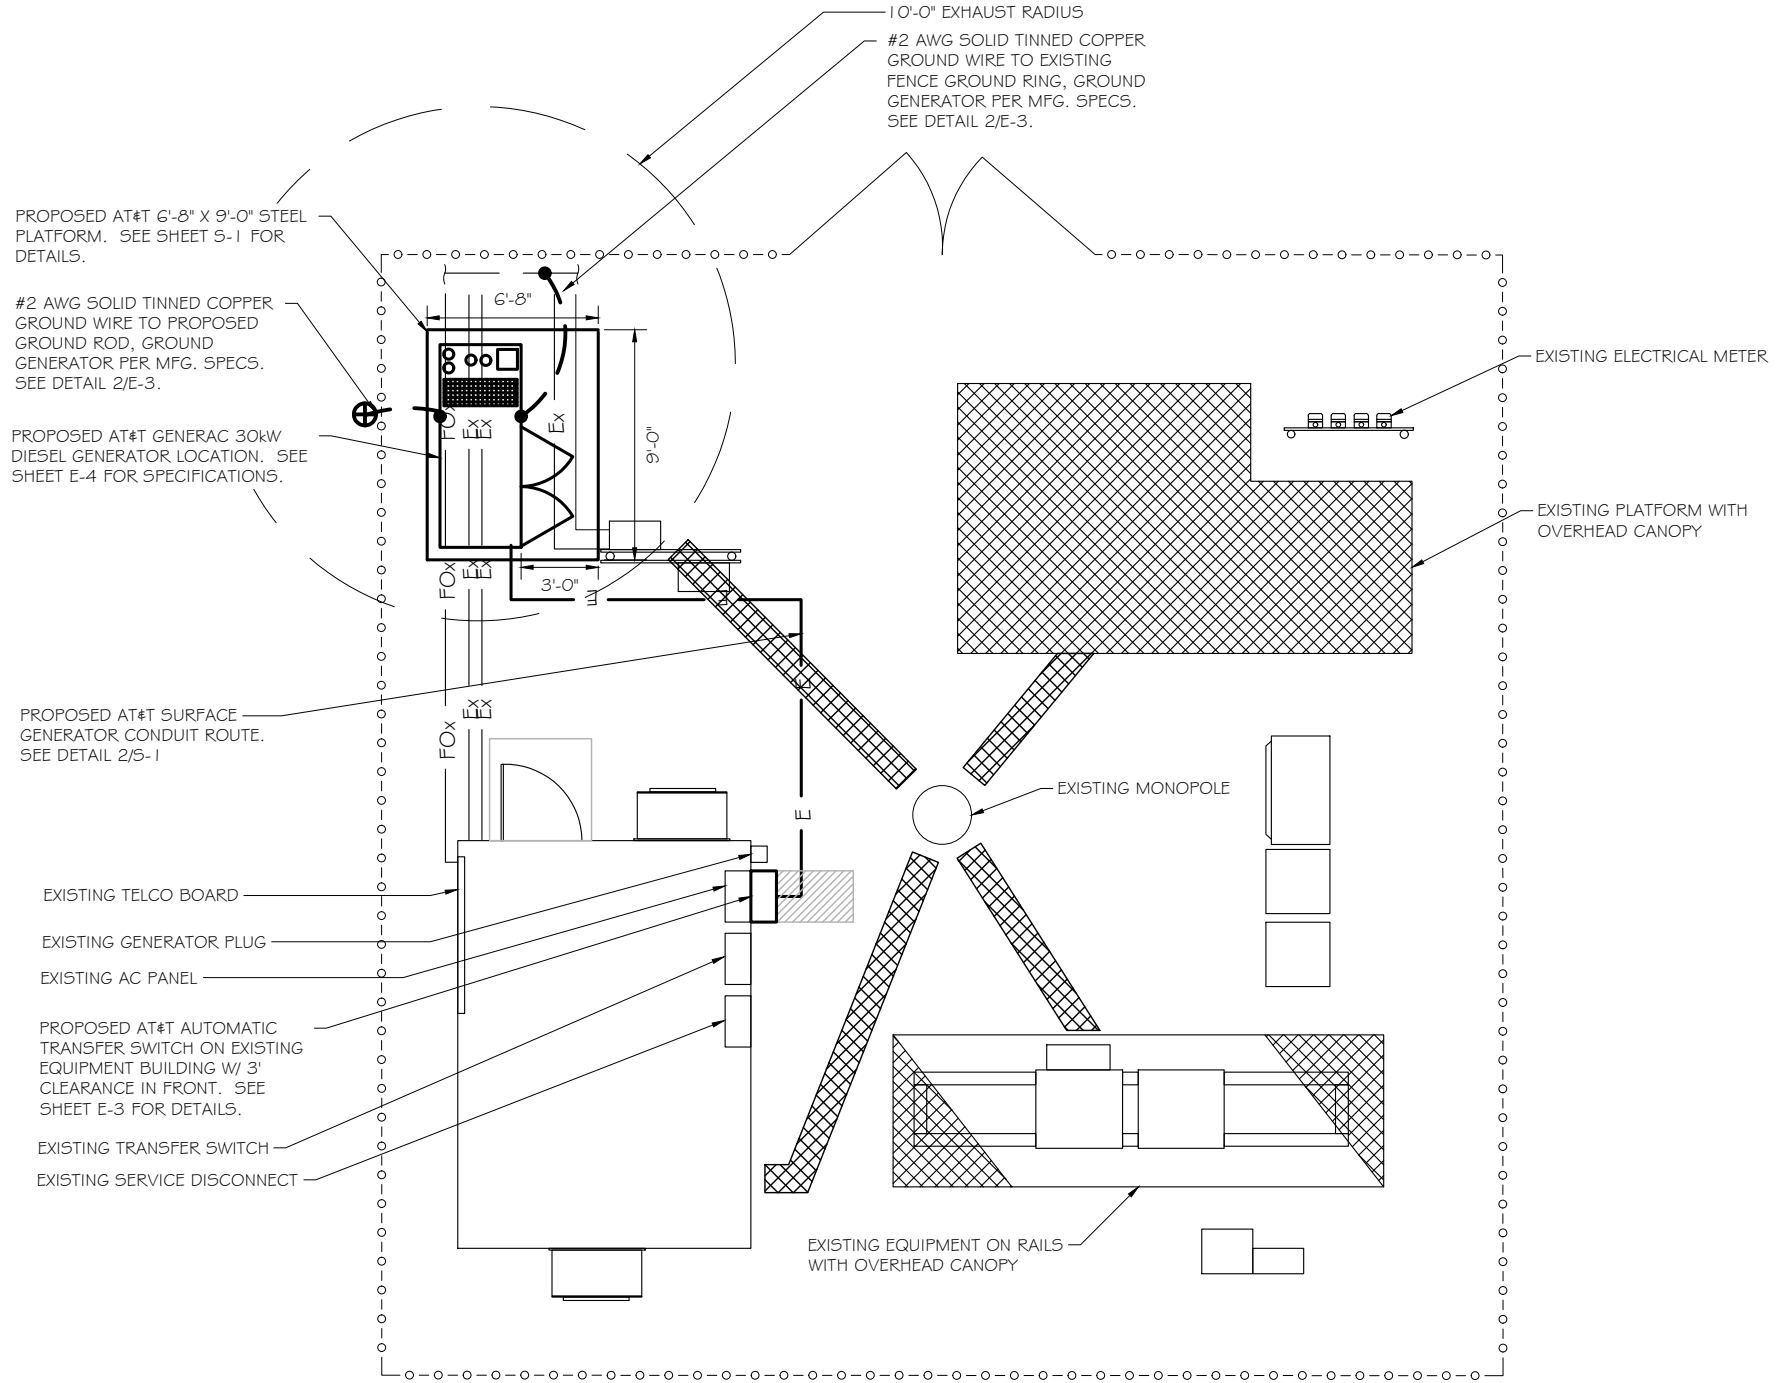 10'-0" EXHAUST RADIUS
#2 AWG SOLID TINNED COPPER
GROUND WIRE TO EXISTING
FENCE GROUND RING, GROUND
GENERATOR PER MFG. SPECS.
SEE DETAIL 2/E-3.
PROPOSED AT&T 6'-8" X 9'-0" STEEL
PLATFORM. SEE SHEET S-1 FOR
DETAILS.
#2 AWG SOLID TINNED COPPER
GROUND WIRE TO PROPOSED
GROUND ROD, GROUND
GENERATOR PER MFG. SPECS.
SEE DETAIL 2/E-3.
PROPOSED AT&T GENERAC 30kW
DIESEL GENERATOR LOCATION. SEE
SHEET E-4 FOR SPECIFICATIONS.
6'-8"
9'-0"
3'-0"
FOx
Ex
Ex
Ex
FOx
Ex
Ex
E
E
EXISTING ELECTRICAL METER
EXISTING PLATFORM WITH
OVERHEAD CANOPY
PROPOSED AT&T SURFACE
GENERATOR CONDUIT ROUTE.
SEE DETAIL 2/S-1
FOx
Ex
Ex
E
E
EXISTING MONOPOLE
EXISTING TELCO BOARD
EXISTING GENERATOR PLUG
EXISTING AC PANEL
PROPOSED AT&T AUTOMATIC
TRANSFER SWITCH ON EXISTING
EQUIPMENT BUILDING W/ 3'
CLEARANCE IN FRONT. SEE
SHEET E-3 FOR DETAILS.
EXISTING TRANSFER SWITCH
EXISTING SERVICE DISCONNECT
EXISTING EQUIPMENT ON RAILS
WITH OVERHEAD CANOPY